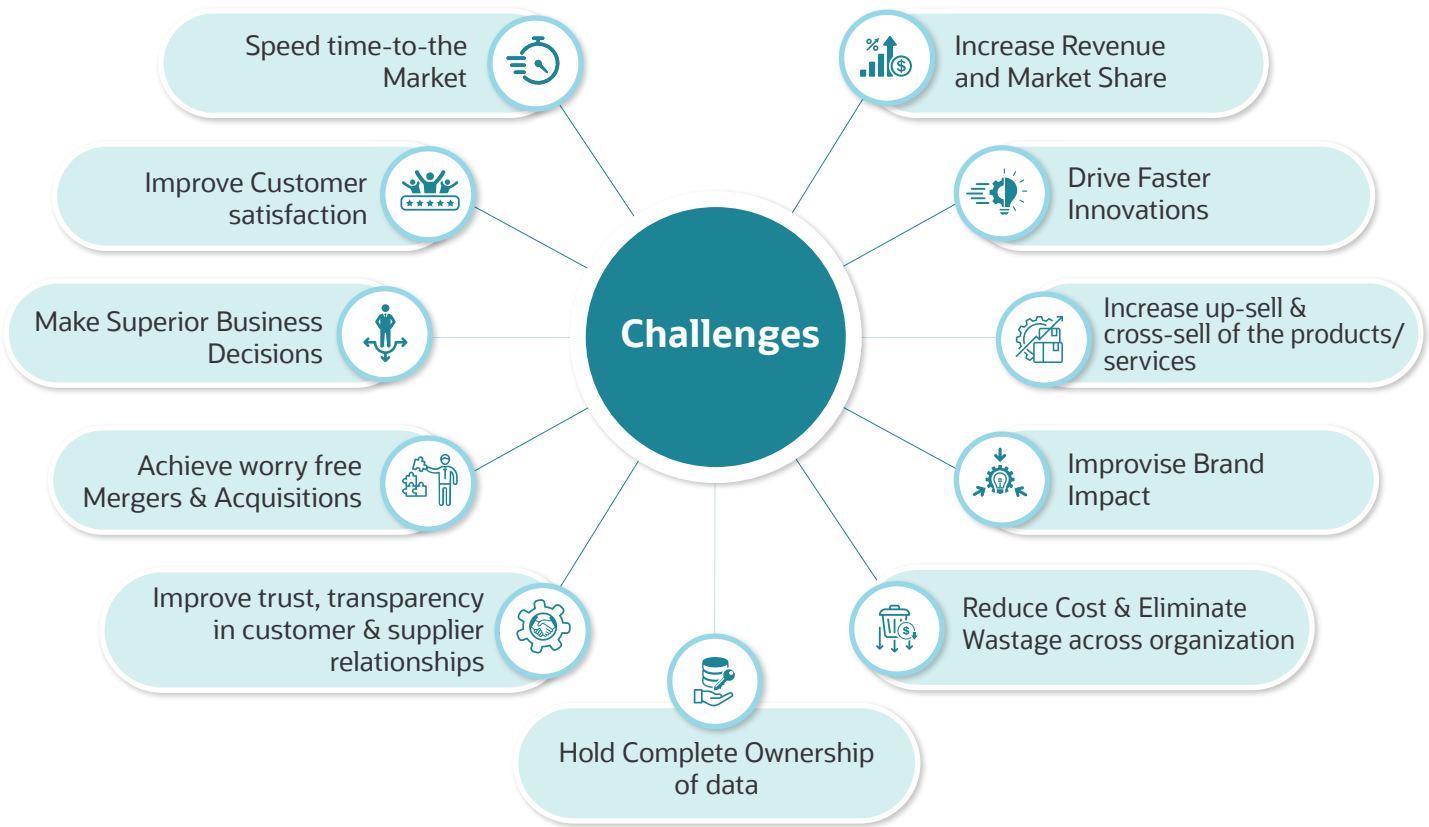 Speed time-to-the
Market
Increase Revenue
and Market Share
Improve Customer
satisfaction
Drive Faster
Innovations
Make Superior Business
Decisions
Challenges
Increase up-sell &
cross-sell of the products/
services
Achieve worry free
Mergers & Acquisitions
Improvise Brand
Impact
Improve trust, transparency
in customer & supplier
relationships
Reduce Cost & Eliminate
Wastage across organization
Hold Complete Ownership
of data